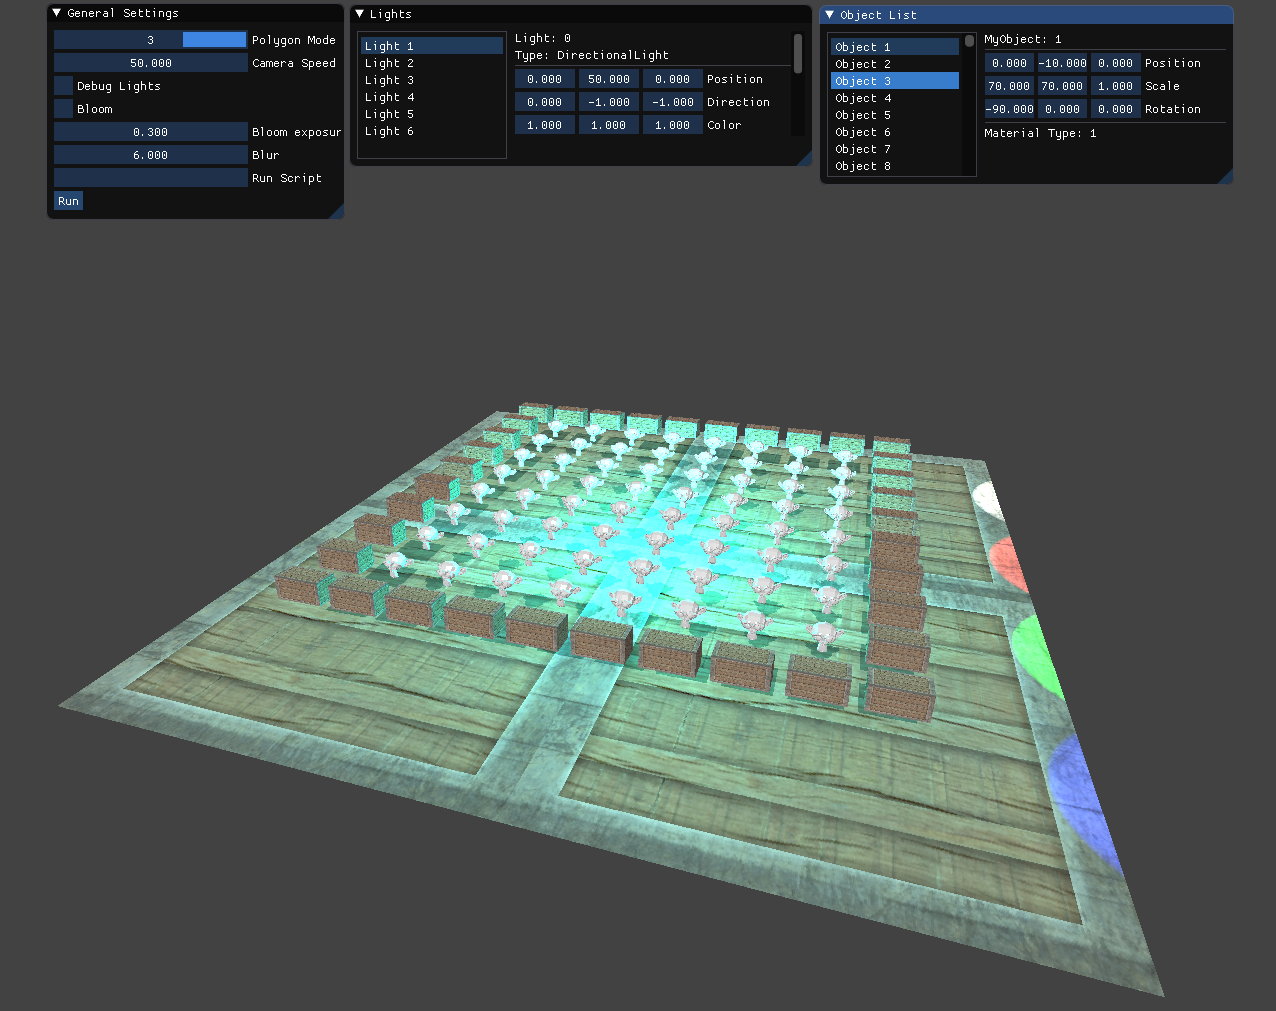 General Settings
3 Polygon Mode
50.000 Camera Speed
Debug Lights
Bloom
0.300 Bloom exposur
6.000 Blur
Run Script
Run
Lights
Light 1
Light 2
Light 3
Light 4
Light 5
Light 6
Light: 0
Type: DirectionalLight
0.000 50.000 0.000 Position
0.000 -1.000 -1.000 Direction
1.000 1.000 1.000 Color
Object List
Object 1
Object 2
Object 3
Object 4
Object 5
Object 6
Object 7
Object 8
MyObject: 1
0.000 -10.000 0.000 Position
70.000 70.000 1.000 Scale
-90.000 0.000 0.000 Rotation
Material Type: 1